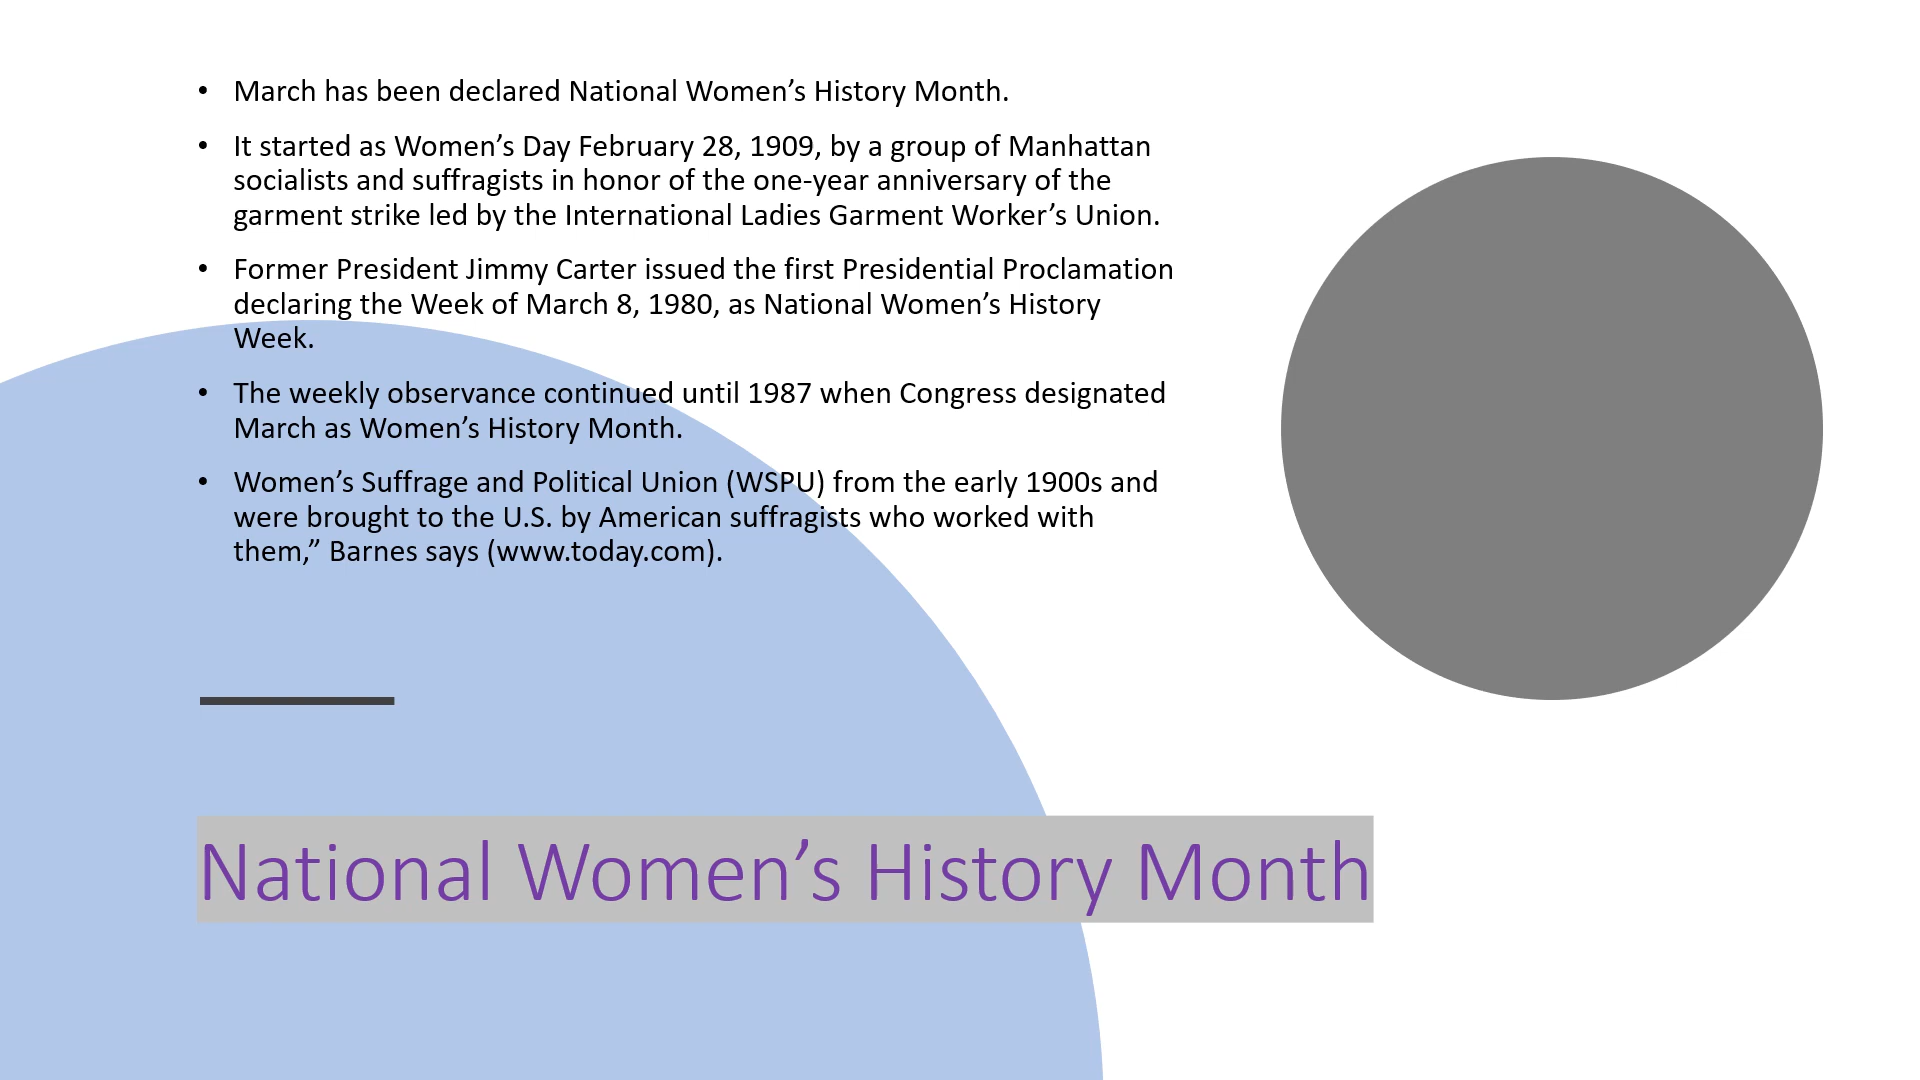 • March has been declared National Women’s History Month.
• It started as Women’s Day February 28, 1909, by a group of Manhattan
socialists and suffragists in honor of the one-year anniversary of the
garment strike led by the International Ladies Garment Worker’s Union.
• Former President Jimmy Carter issued the first Presidential Proclamation
declaring the Week of March 8, 1980, as National Women’s History
Week.
• The weekly observance continued until 1987 when Congress designated
March as Women’s History Month.
• Women’s Suffrage and Political Union (WSPU) from the early 1900s and
were brought to the U.S. by American suffragists who worked with
them,” Barnes says (www.today.com).
National Women’s History Month